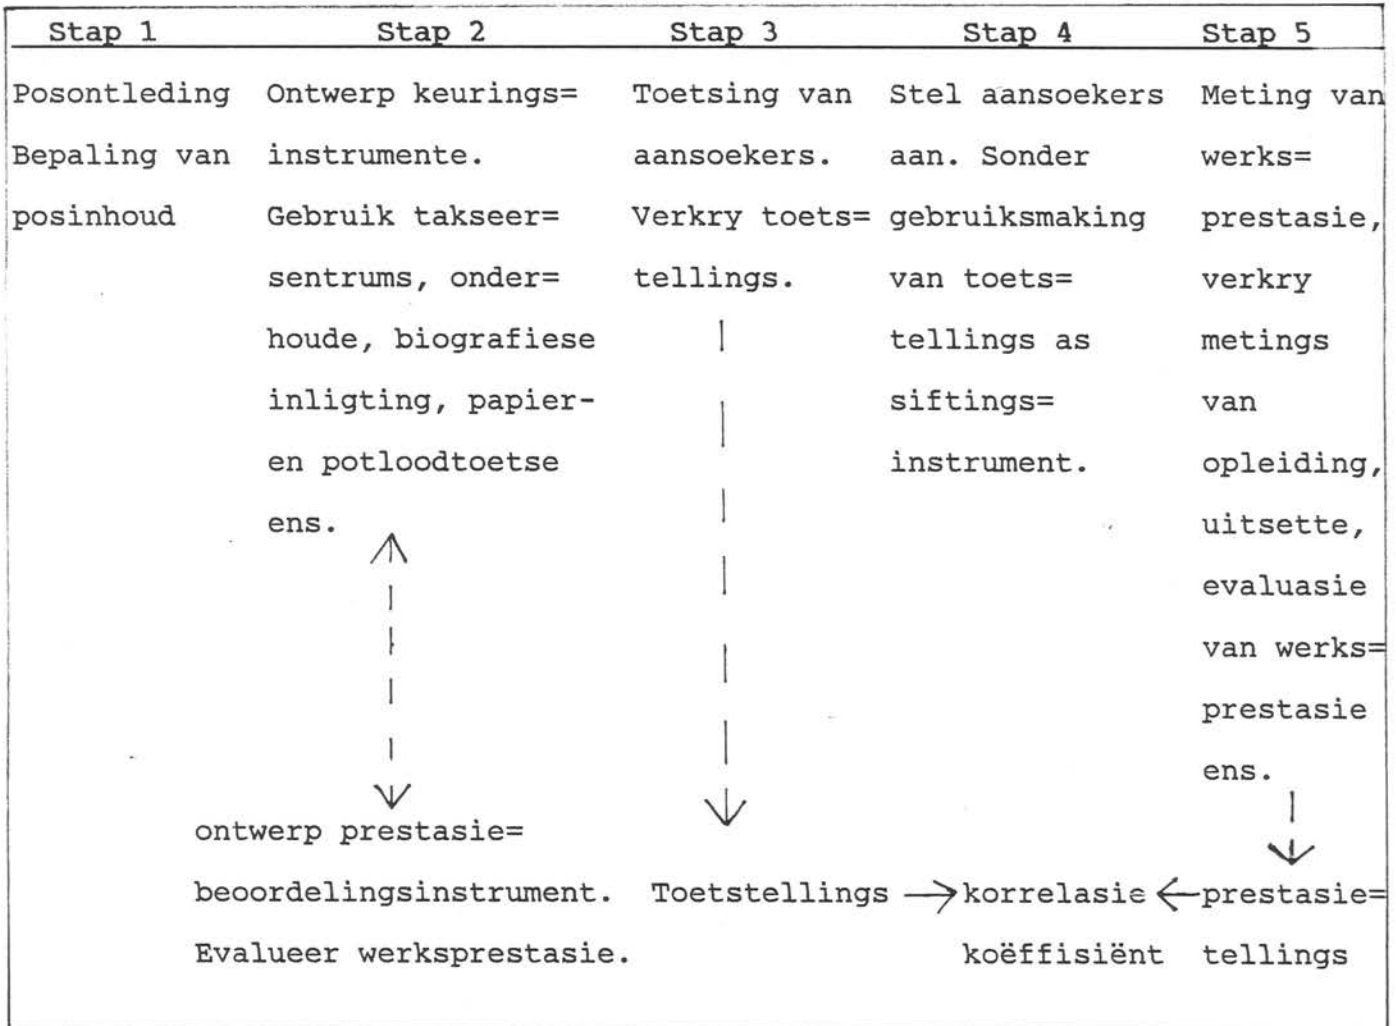 Stap 1
Stap 2
Stap 3
Stap 4
Stap 5
Posontleding
Bepaling van
posinhoud
Ontwerp keurings=
instrumente.
Gebruik takseer=
sentrums, onder=
houde, biografiese
inligting, papier-
en potloodtoetse
ens.
ontwerp prestasie=
beoordelingsinstrument.
Evalueer werksprestasie.
Toetsing van
aansoekers.
Verkry toets=
tellings.
Toetstellings
Stel aansoekers
aan. Sonder
gebruiksmaking
van toets=
tellings as
siftings=
instrument.
korrelasie
koëffisiënt
Meting van
werks=
prestasie,
verkry
metings
van
opleiding,
uitsette,
evaluasie
van werks=
prestasie
ens.
prestasie=
tellings